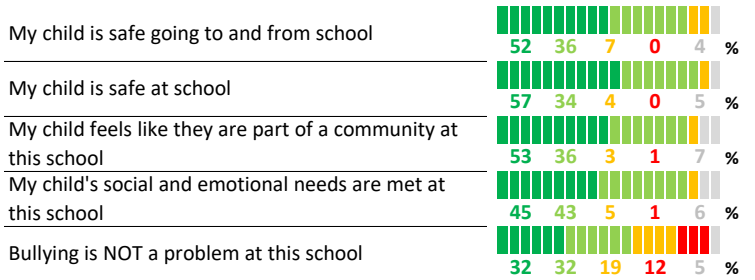 My child is safe going to and from school
52 36 7 0 4 %
My child is safe at school
57 34 4 0 5 %
My child feels like they are part of a community at
this school
53 36 3 1 7 %
My child's social and emotional needs are met at
this school
45 43 5 1 6 %
Bullying is NOT a problem at this school
32 32 19 12 5 %